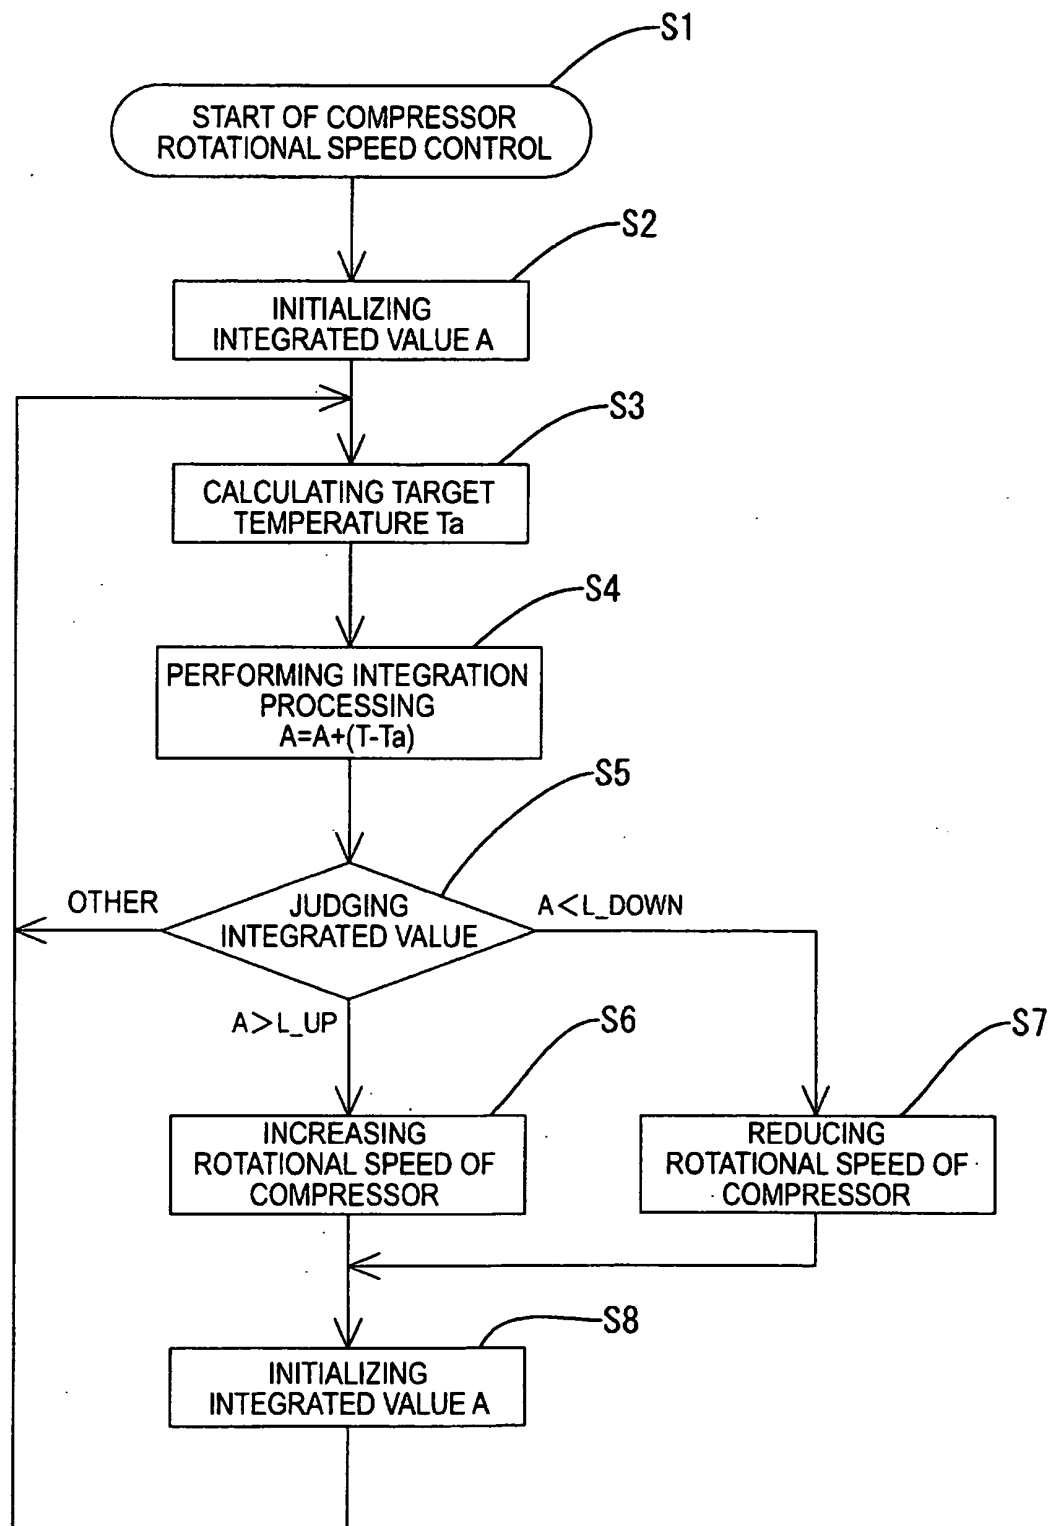 S1
START OF COMPRESSOR
ROTATIONAL SPEED CONTROL
S2
INITIALIZING
INTEGRATED VALUE A
S3
CALCULATING TARGET
TEMPERATURE Ta
S4
PERFORMING INTEGRATION
PROCESSING
A=A+(T-Ta)
S5
OTHER
JUDGING
INTEGRATED VALUE
A<L_DOWN
A>L_UP
S6
S7
INCREASING
ROTATIONAL SPEED OF
COMPRESSOR
REDUCING
ROTATIONAL SPEED OF
COMPRESSOR
S8
INITIALIZING
INTEGRATED VALUE A